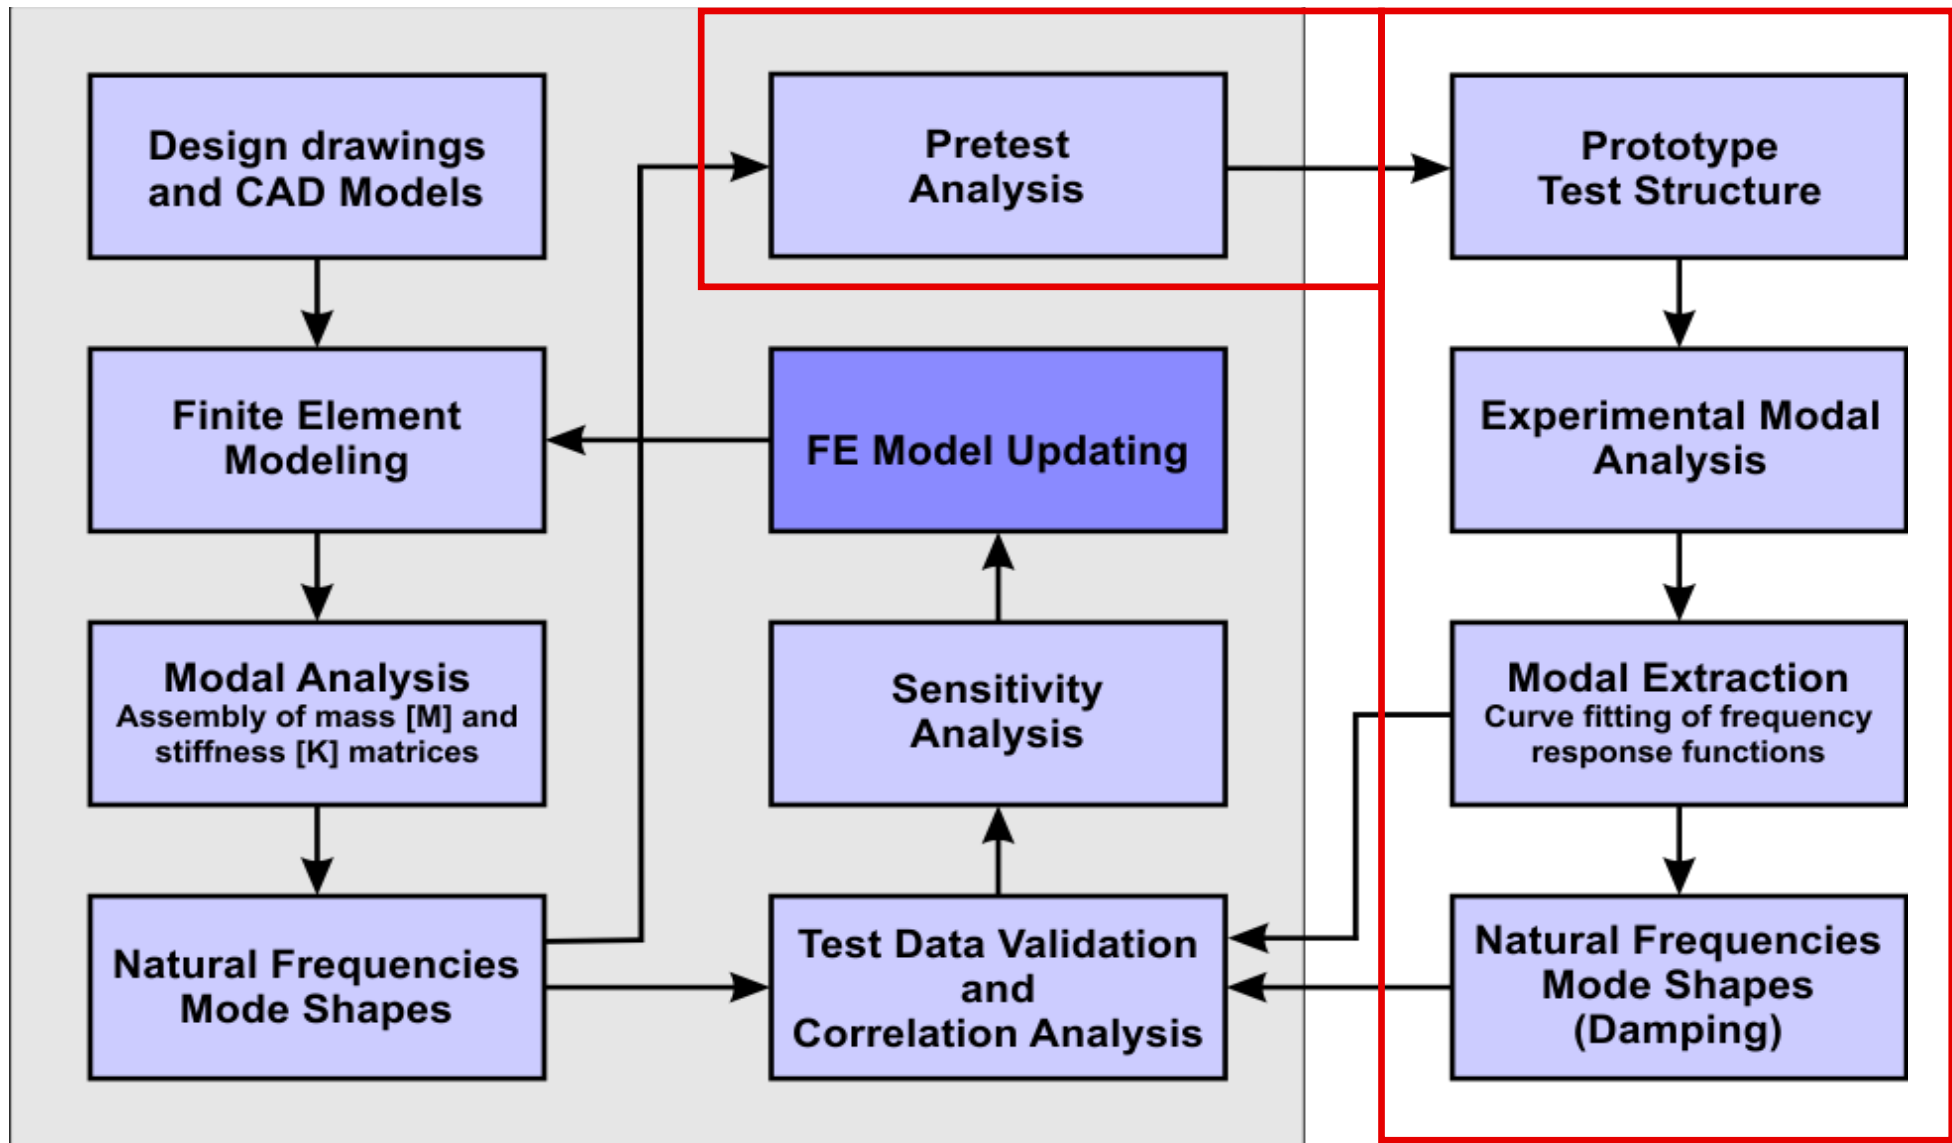 Design drawings
and CAD Models
Finite Element
Modeling
Modal Analysis
Assembly of mass [M] and
stiffness [K] matrices
Natural Frequencies
Mode Shapes
Pretest
Analysis
FE Model Updating
Sensitivity
Analysis
Test Data Validation
and
Correlation Analysis
Prototype
Test Structure
Experimental Modal
Analysis
Modal Extraction
Curve fitting of frequency
response functions
Natural Frequencies
Mode Shapes
(Damping)